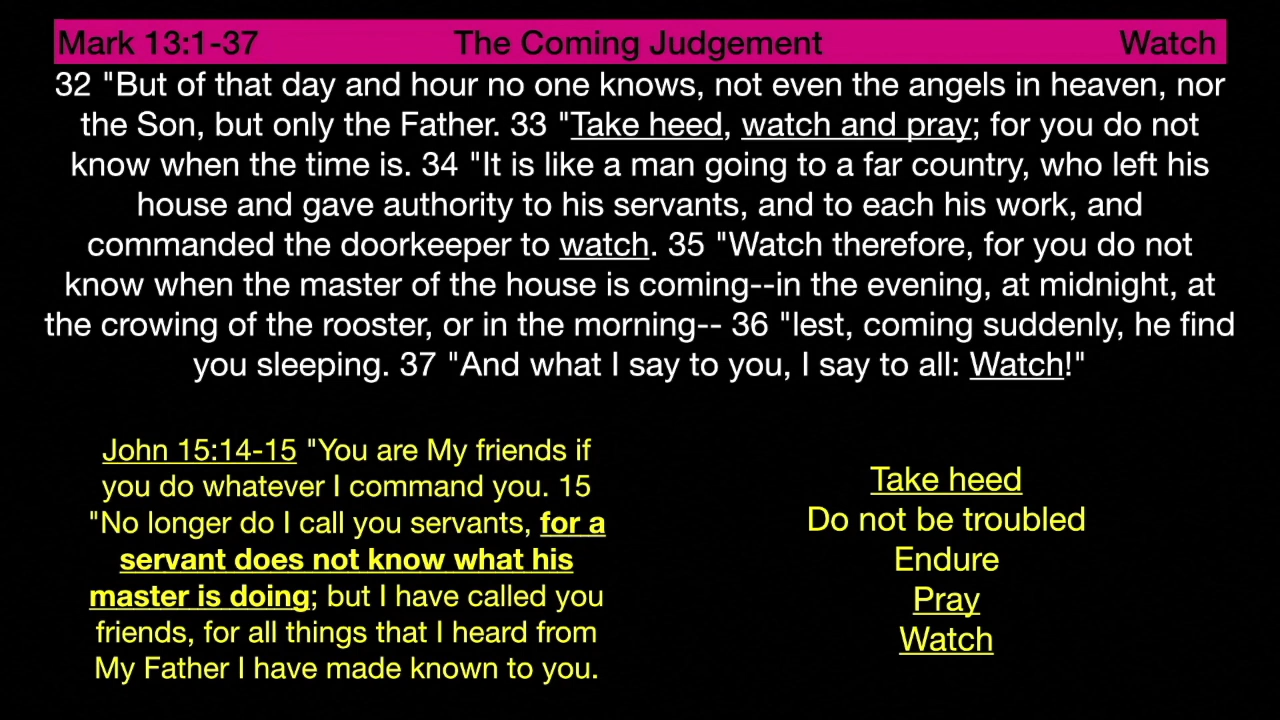 Mark 13:1-37 The Coming Judgement Watch
32 "But of that day and hour no one knows, not even the angels in heaven, nor
the Son, but only the Father. 33 "Take heed, watch and pray; for you do not
know when the time is. 34 "It is like a man going to a far country, who left his
house and gave authority to his servants, and to each his work, and
commanded the doorkeeper to watch. 35 "Watch therefore, for you do not
know when the master of the house is coming--in the evening, at midnight, at
the crowing of the rooster, or in the morning-- 36 "lest, coming suddenly, he find
you sleeping. 37 "And what I say to you, I say to all: Watch!"
John 15:14-15 "You are My friends if
you do whatever I command you. 15
"No longer do I call you servants, for a
servant does not know what his
master is doing; but I have called you
friends, for all things that I heard from
My Father I have made known to you.
Take heed
Do not be troubled
Endure
Pray
Watch